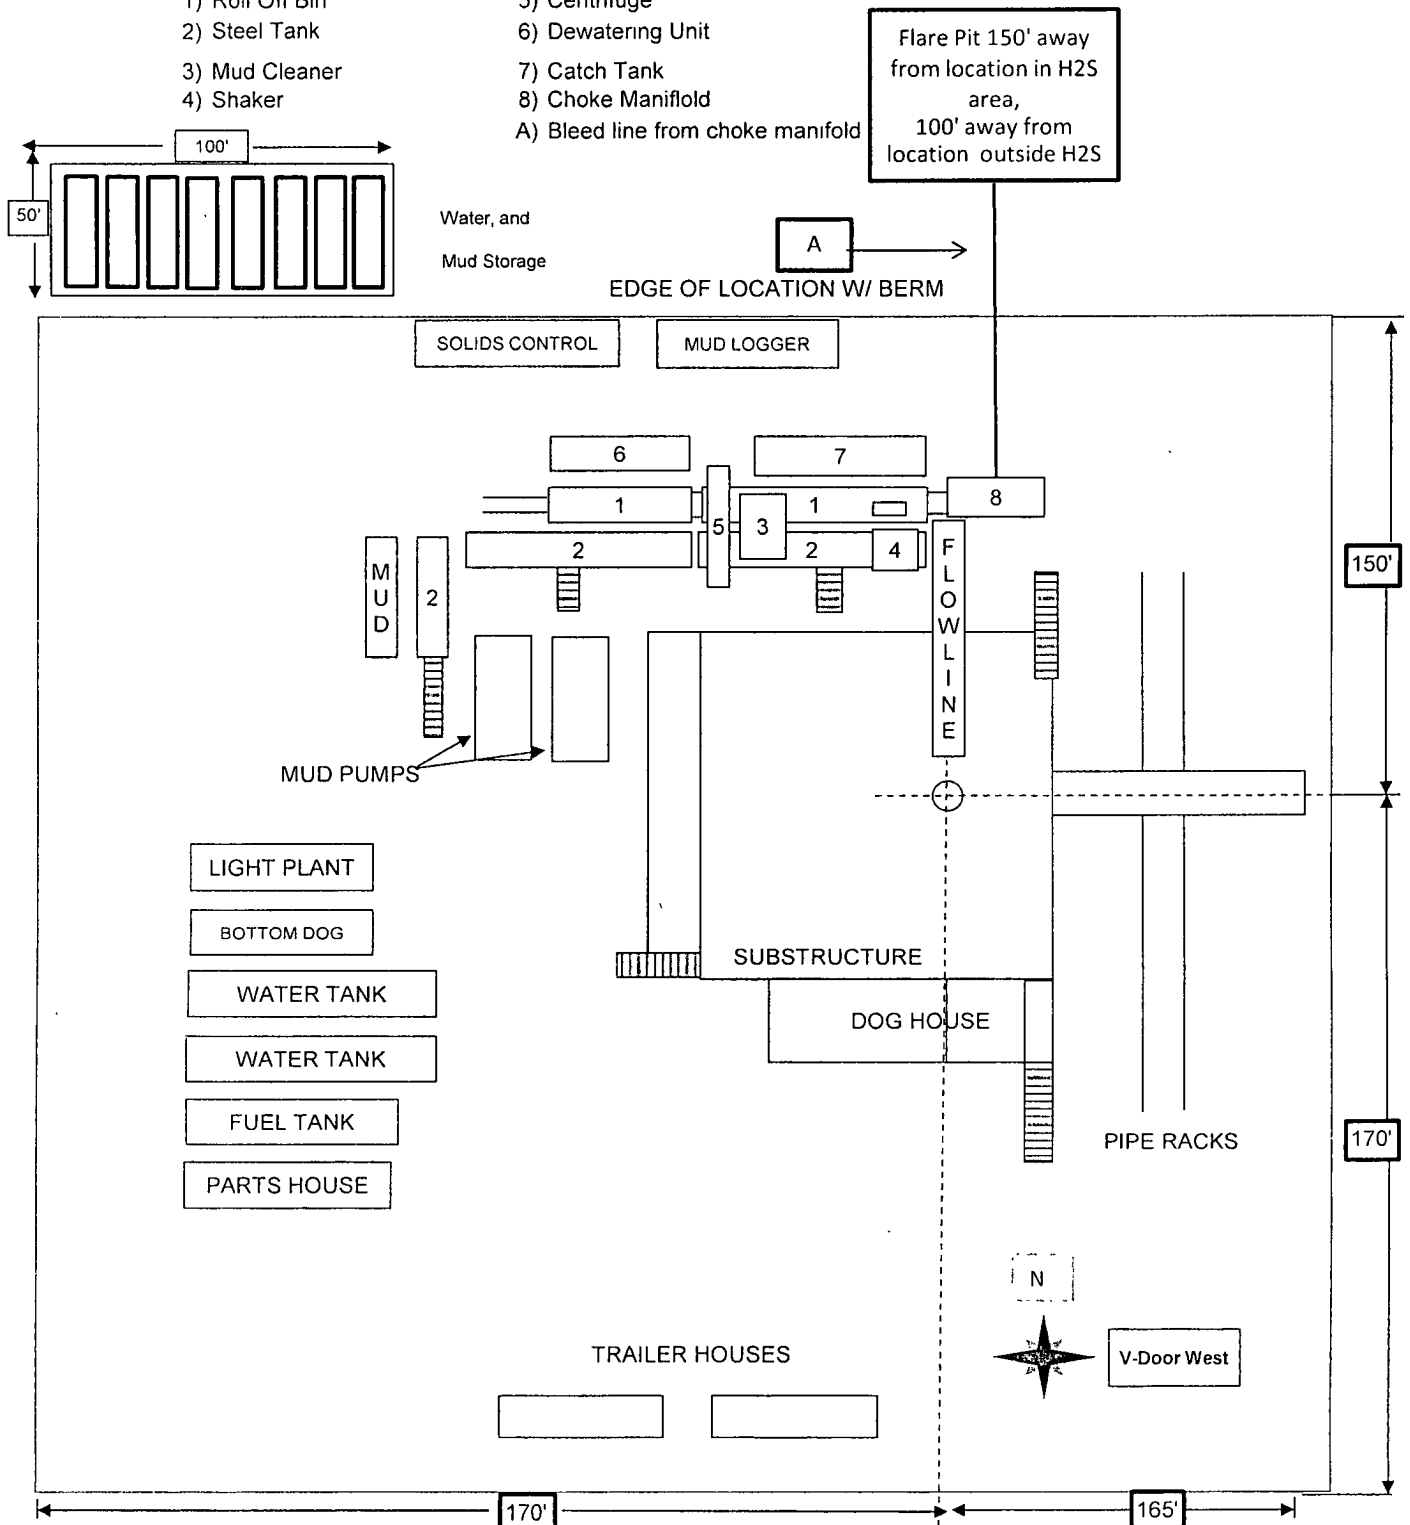 1) Roll Off Bin
5) Centrifuge
2) Steel Tank
6) Dewatering Unit
3) Mud Cleaner
7) Catch Tank
4) Shaker
8) Choke Maniflold
A) Bleed line from choke manifold
Flare Pit 150' away
from location in H2S
area,
100' away from
location outside H2S
100'
50'
Water, and
Mud Storage
A
EDGE OF LOCATION W/ BERM
SOLIDS CONTROL
MUD LOGGER
6
7
1
1
8
5
3
2
2
4
MUD
2
FLOWLINE
150'
MUD PUMPS
LIGHT PLANT
BOTTOM DOG
SUBSTRUCTURE
WATER TANK
DOG HOUSE
WATER TANK
FUEL TANK
PIPE RACKS
170'
PARTS HOUSE
N
TRAILER HOUSES
V-Door West
170'
165'